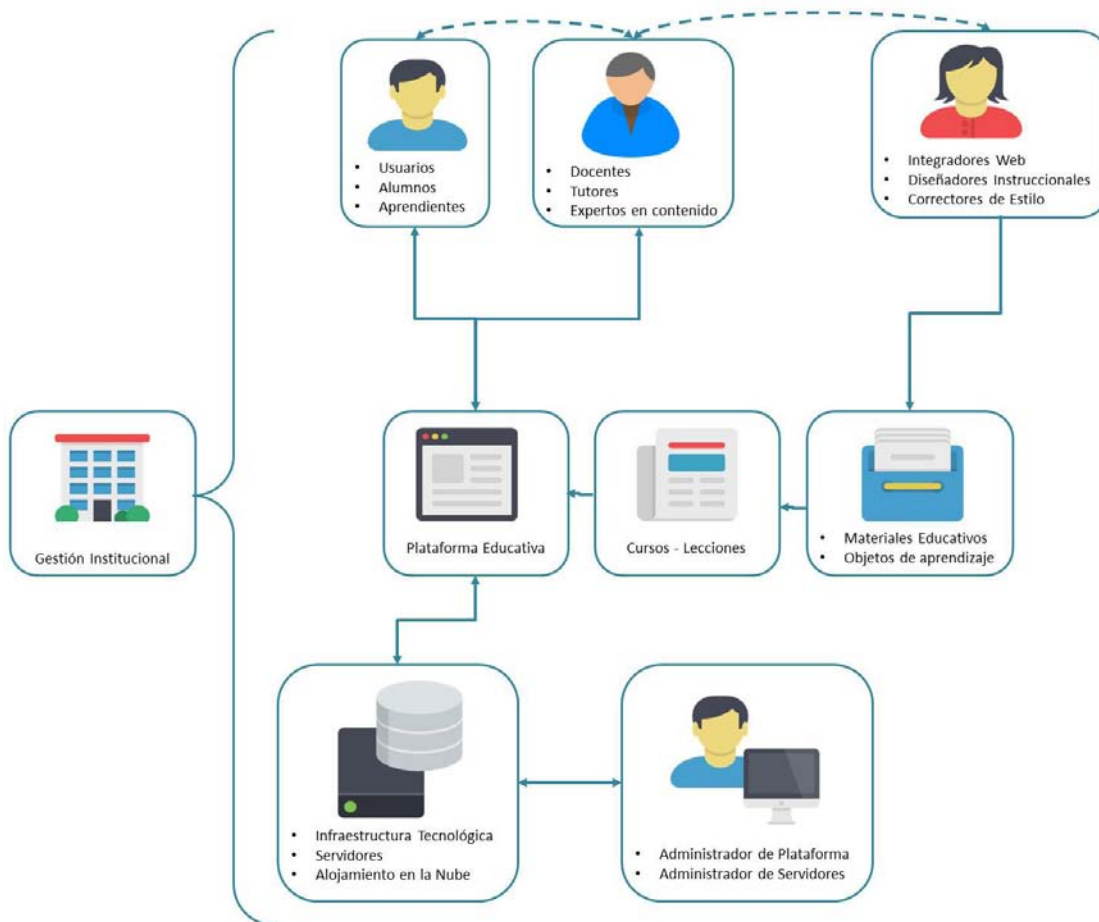 • Usuarios
• Alumnos
• Aprendientes
• Docentes
• Tutores
• Expertos en contenido
• Integradores Web
• Diseñadores Instruccionales
• Correctores de Estilo
Gestión Institucional
Plataforma Educativa
Cursos - Lecciones
• Materiales Educativos
• Objetos de aprendizaje
• Infraestructura Tecnológica
• Servidores
• Alojamiento en la Nube
• Administrador de Plataforma
• Administrador de Servidores